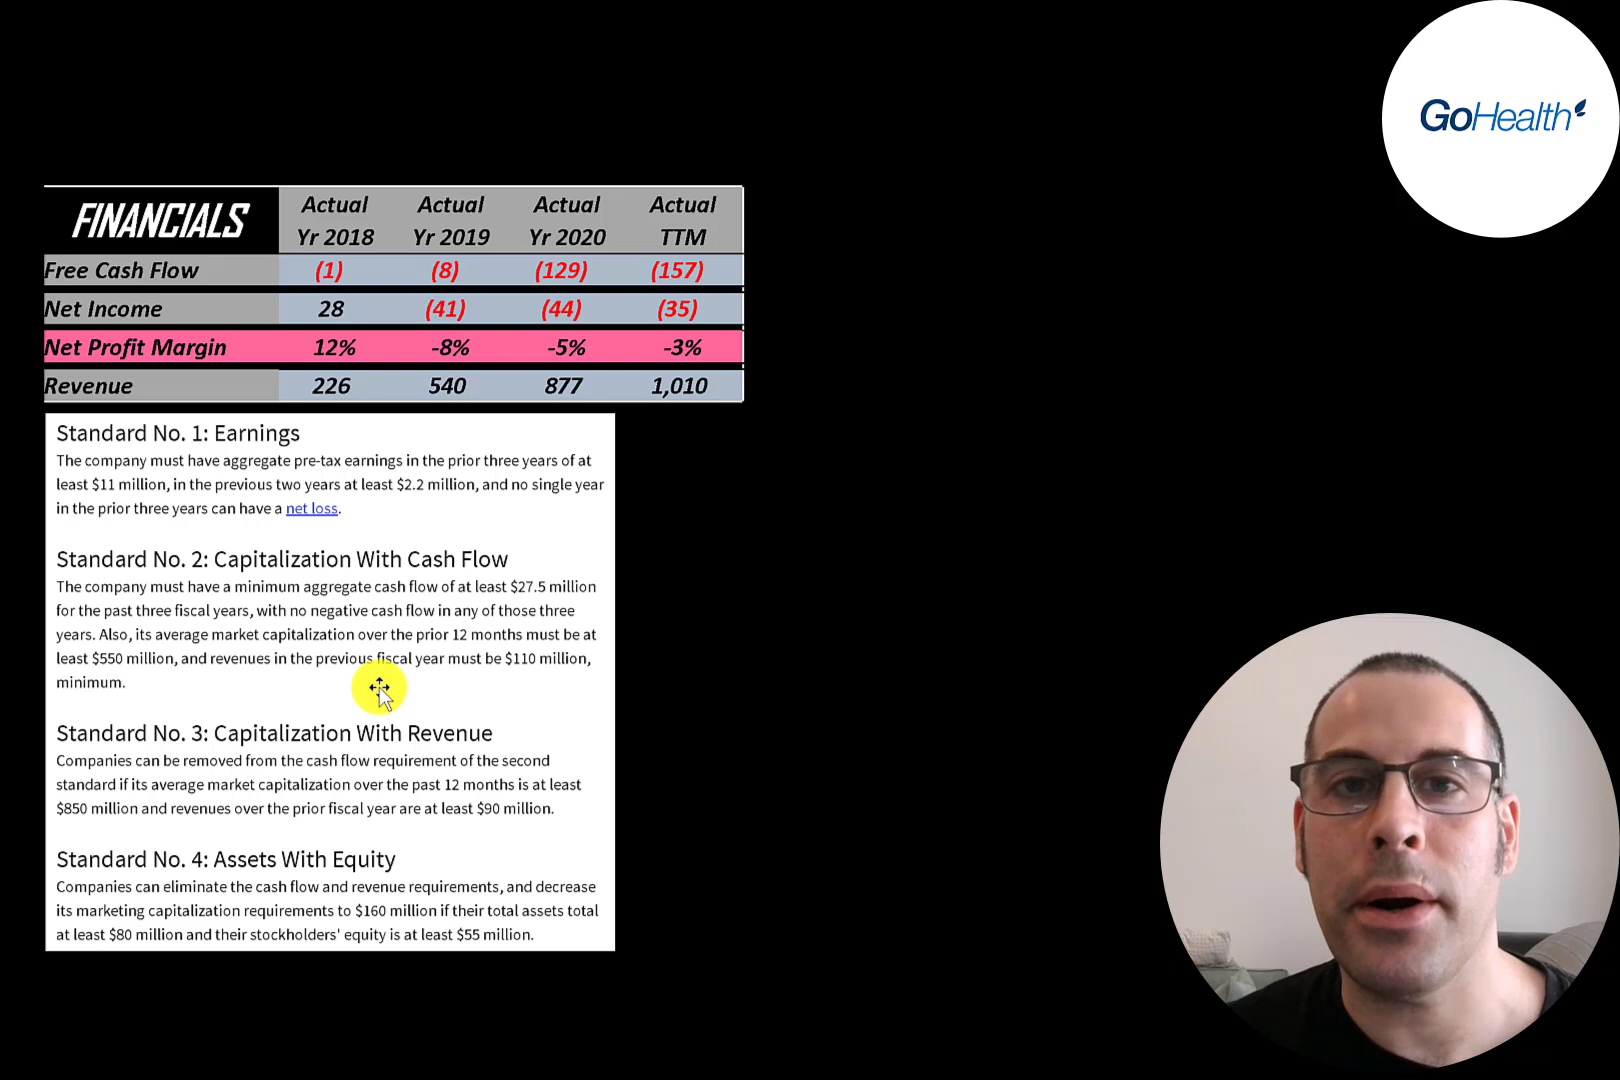 GoHealth
FINANCIALS Actual Yr 2018 Actual Yr 2019 Actual Yr 2020 Actual TTM
Free Cash Flow (1) (8) (129) (157)
Net Income 28 (41) (44) (35)
Net Profit Margin 12% -8% -5% -3%
Revenue 226 540 877 1,010
Standard No. 1: Earnings
The company must have aggregate pre-tax earnings in the prior three years of at
least $11 million, in the previous two years at least $2.2 million, and no single year
in the prior three years can have a net loss.
Standard No. 2: Capitalization With Cash Flow
The company must have a minimum aggregate cash flow of at least $27.5 million
for the past three fiscal years, with no negative cash flow in any of those three
years. Also, its average market capitalization over the prior 12 months must be at
least $550 million, and revenues in the previous fiscal year must be $110 million,
minimum.
Standard No. 3: Capitalization With Revenue
Companies can be removed from the cash flow requirement of the second
standard if its average market capitalization over the past 12 months is at least
$850 million and revenues over the prior fiscal year are at least $90 million.
Standard No. 4: Assets With Equity
Companies can eliminate the cash flow and revenue requirements, and decrease
its marketing capitalization requirements to $160 million if their total assets total
at least $80 million and their stockholders' equity is at least $55 million.